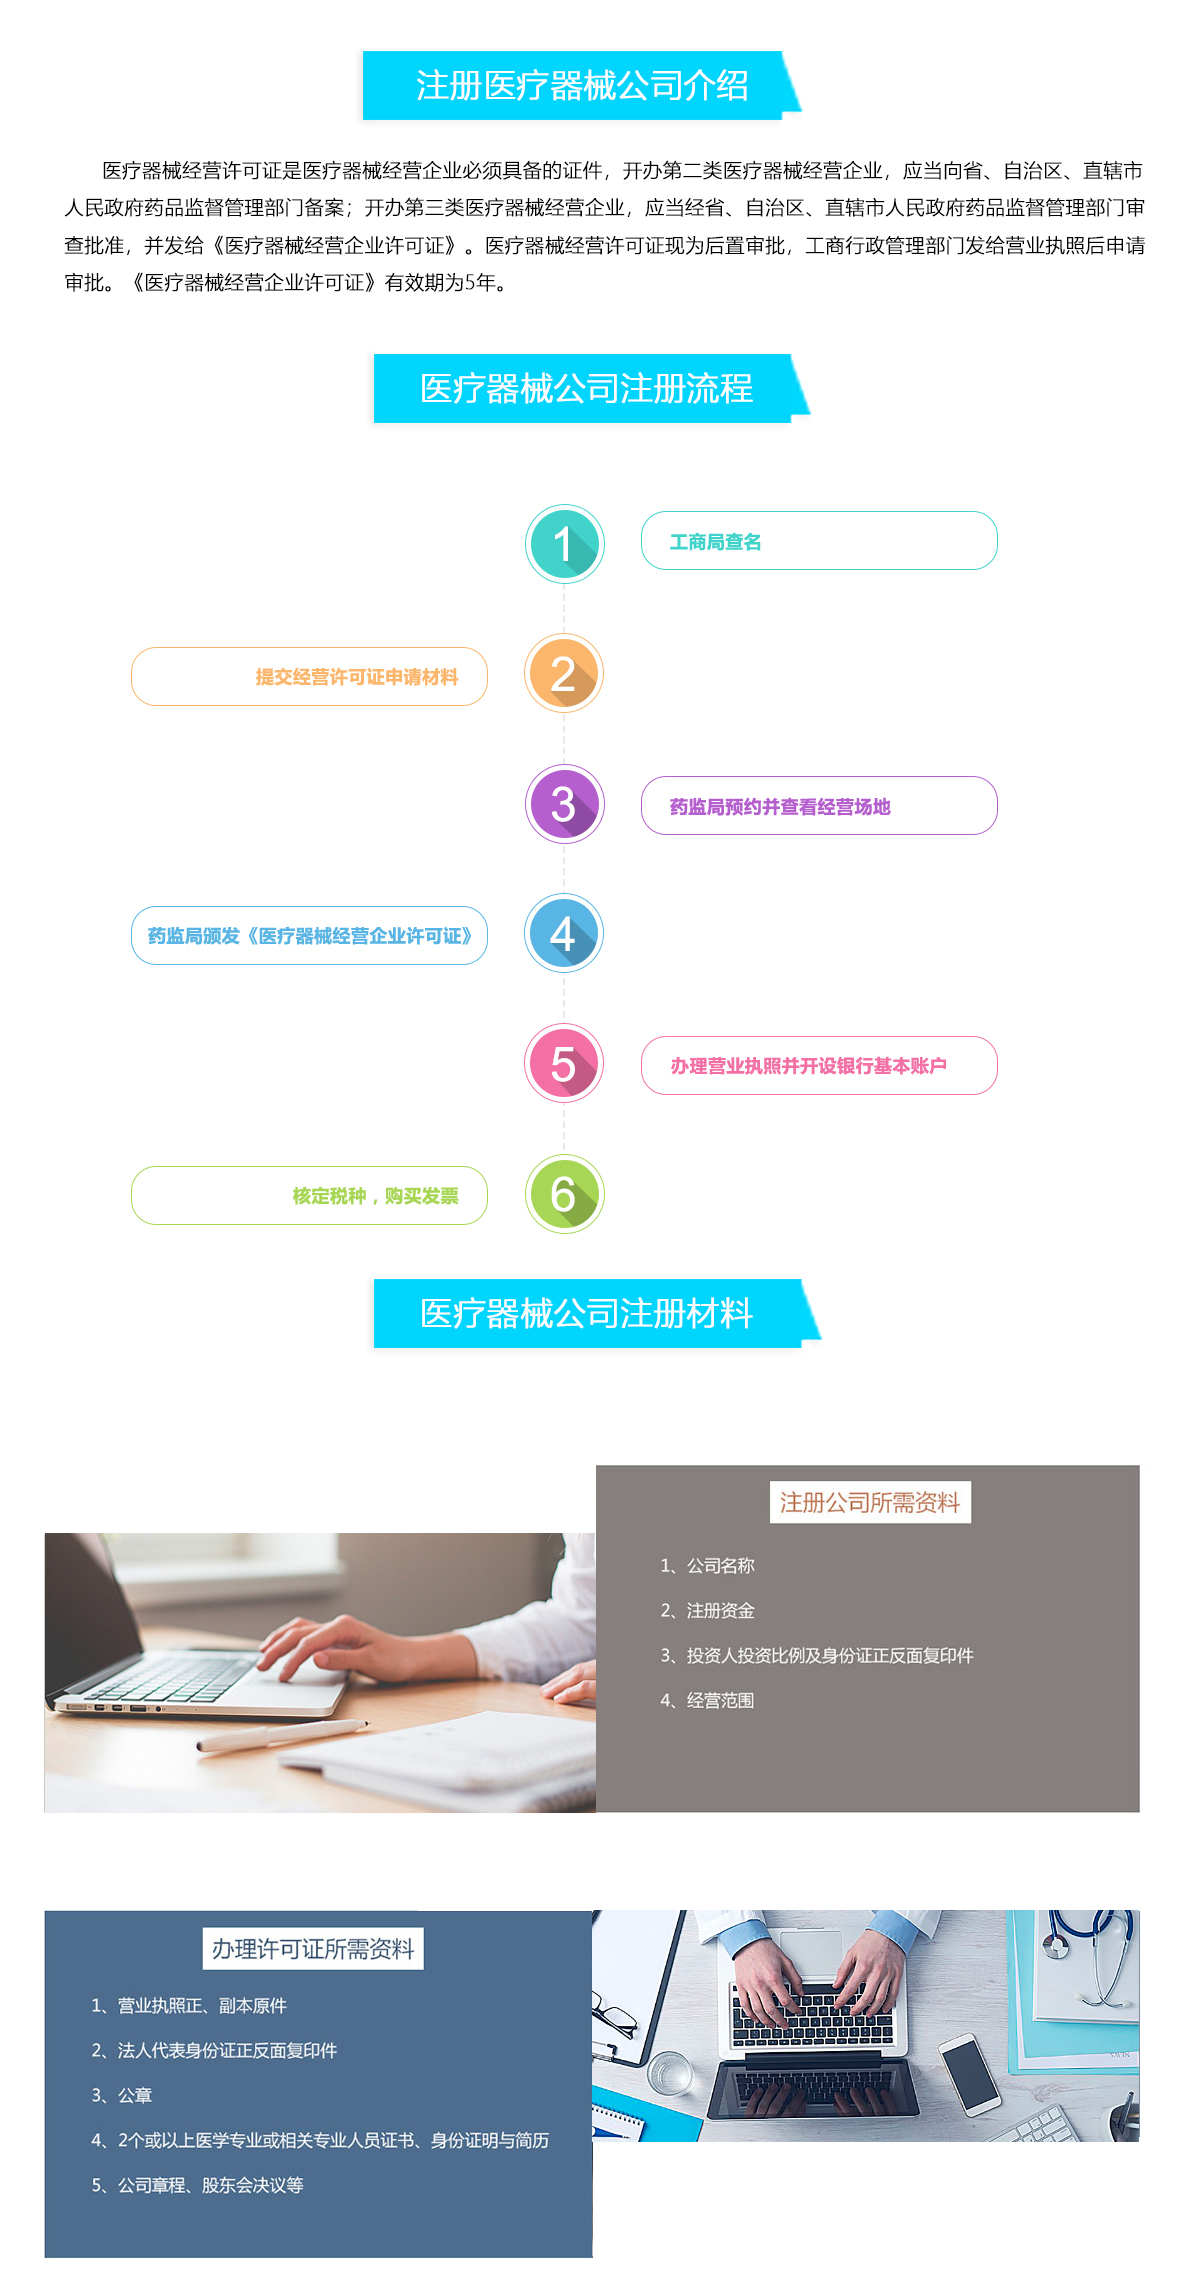 注册医疗器械公司介绍
医疗器械经营许可证是医疗器械经营企业必须具备的证件，开办第二类医疗器械经营企业，应当向省、自治区、直辖市
人民政府药品监督管理部门备案；开办第三类医疗器械经营企业，应当经省、自治区、直辖市人民政府药品监督管理部门审
查批准，并发给《医疗器械经营企业许可证》。医疗器械经营许可证现为后置审批，工商行政管理部门发给营业执照后申请
审批。《医疗器械经营企业许可证》有效期为5年。
医疗器械公司注册流程
1
工商局查名
2
提交经营许可证申请材料
3
药监局预约并查看经营场地
4
药监局颁发《医疗器械经营企业许可证》
5
办理营业执照并开设银行基本账户
6
核定税种，购买发票
医疗器械公司注册材料
注册公司所需资料
1、公司名称
2、注册资金
3、投资人投资比例及身份证正反面复印件
4、经营范围
办理许可证所需资料
1、营业执照正、副本原件
2、法人代表身份证正反面复印件
3、公章
4、2个或以上医学专业或相关专业人员证书、身份证明与简历
5、公司章程、股东会决议等
NEWS